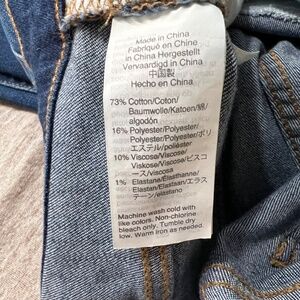 Made in China
Fabriqué en Chine
in China Hergestellt
Vervaardigd in China
中国製
Hecho en China
73% Cotton/Coton/
Baumwolle/Katoen/綿/
algodón
16% Polyester/Polyester/
Polyester/Polyester/ポリ
エステル/poliéster
10% Viscose/Viscose/
Viskose/Viscose/ビスコ
ース/viscosa
1% Elastane/Élasthanne/
Elastan/Elastaan/エラス
テーン/elastano
Machine wash cold with
like colors. Non-chlorine
bleach only. Tumble dry
low. Warm iron as needed.